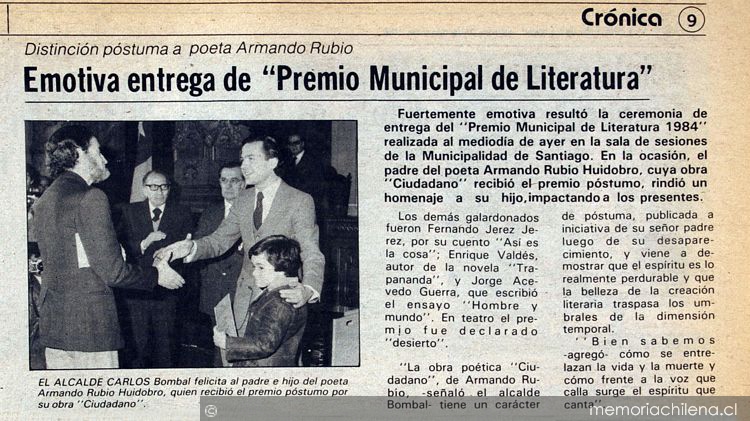 Crónica 9
Distinción póstuma a poeta Armando Rubio
Emotiva entrega de “Premio Municipal de Literatura”
Fuertemente emotiva resultó la ceremonia de
entrega del ''Premio Municipal de Literatura 1984''
realizada al mediodía de ayer en la sala de sesiones
de la Municipalidad de Santiago. En la ocasión, el
padre del poeta Armando Rubio Huidobro, cuya obra
''Ciudadano'' recibió el premio póstumo, rindió un
homenaje a su hijo, impactando a los presentes.
Los demás galardonados
fueron Fernando Jerez Je-
rez, por su cuento ''Así es
la cosa''; Enrique Valdés,
autor de la novela ''Tra-
pananda'', y Jorge Ace-
vedo Guerra, que escribió
el ensayo ''Hombre y
mundo''. En teatro el pre-
mio fue declarado
''desierto''.
''La obra poética ''Ciu-
dadano'', de Armando Ru-
bio, -señaló el alcalde
Bombal- tiene un carácter
de póstuma, publicada a
iniciativa de su señor padre
luego de su desapare-
cimiento, y viene a de-
mostrar que el espíritu es lo
realmente perdurable y que
la belleza de la creación
literaria traspasa los um-
brales de la dimensión
temporal.
''Bien sabemos
-agregó- cómo se entre-
lazan la vida y la muerte y
cómo frente a la voz que
calla surge el espíritu que
canta''.
EL ALCALDE CARLOS Bombal felicita al padre e hijo del poeta
Armando Rubio Huidobro, quien recibió el premio póstumo por
su obra ''Ciudadano''.
© memoriachilena.cl